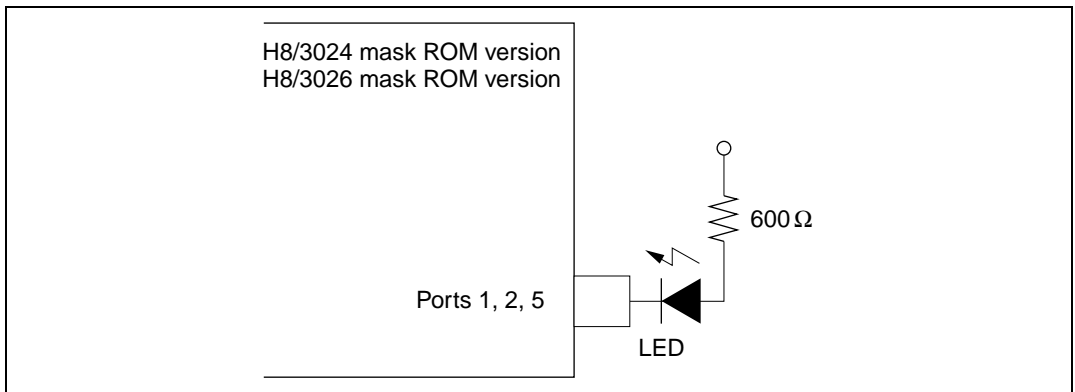 H8/3024 mask ROM version
H8/3026 mask ROM version
600 Ω
Ports 1, 2, 5
LED